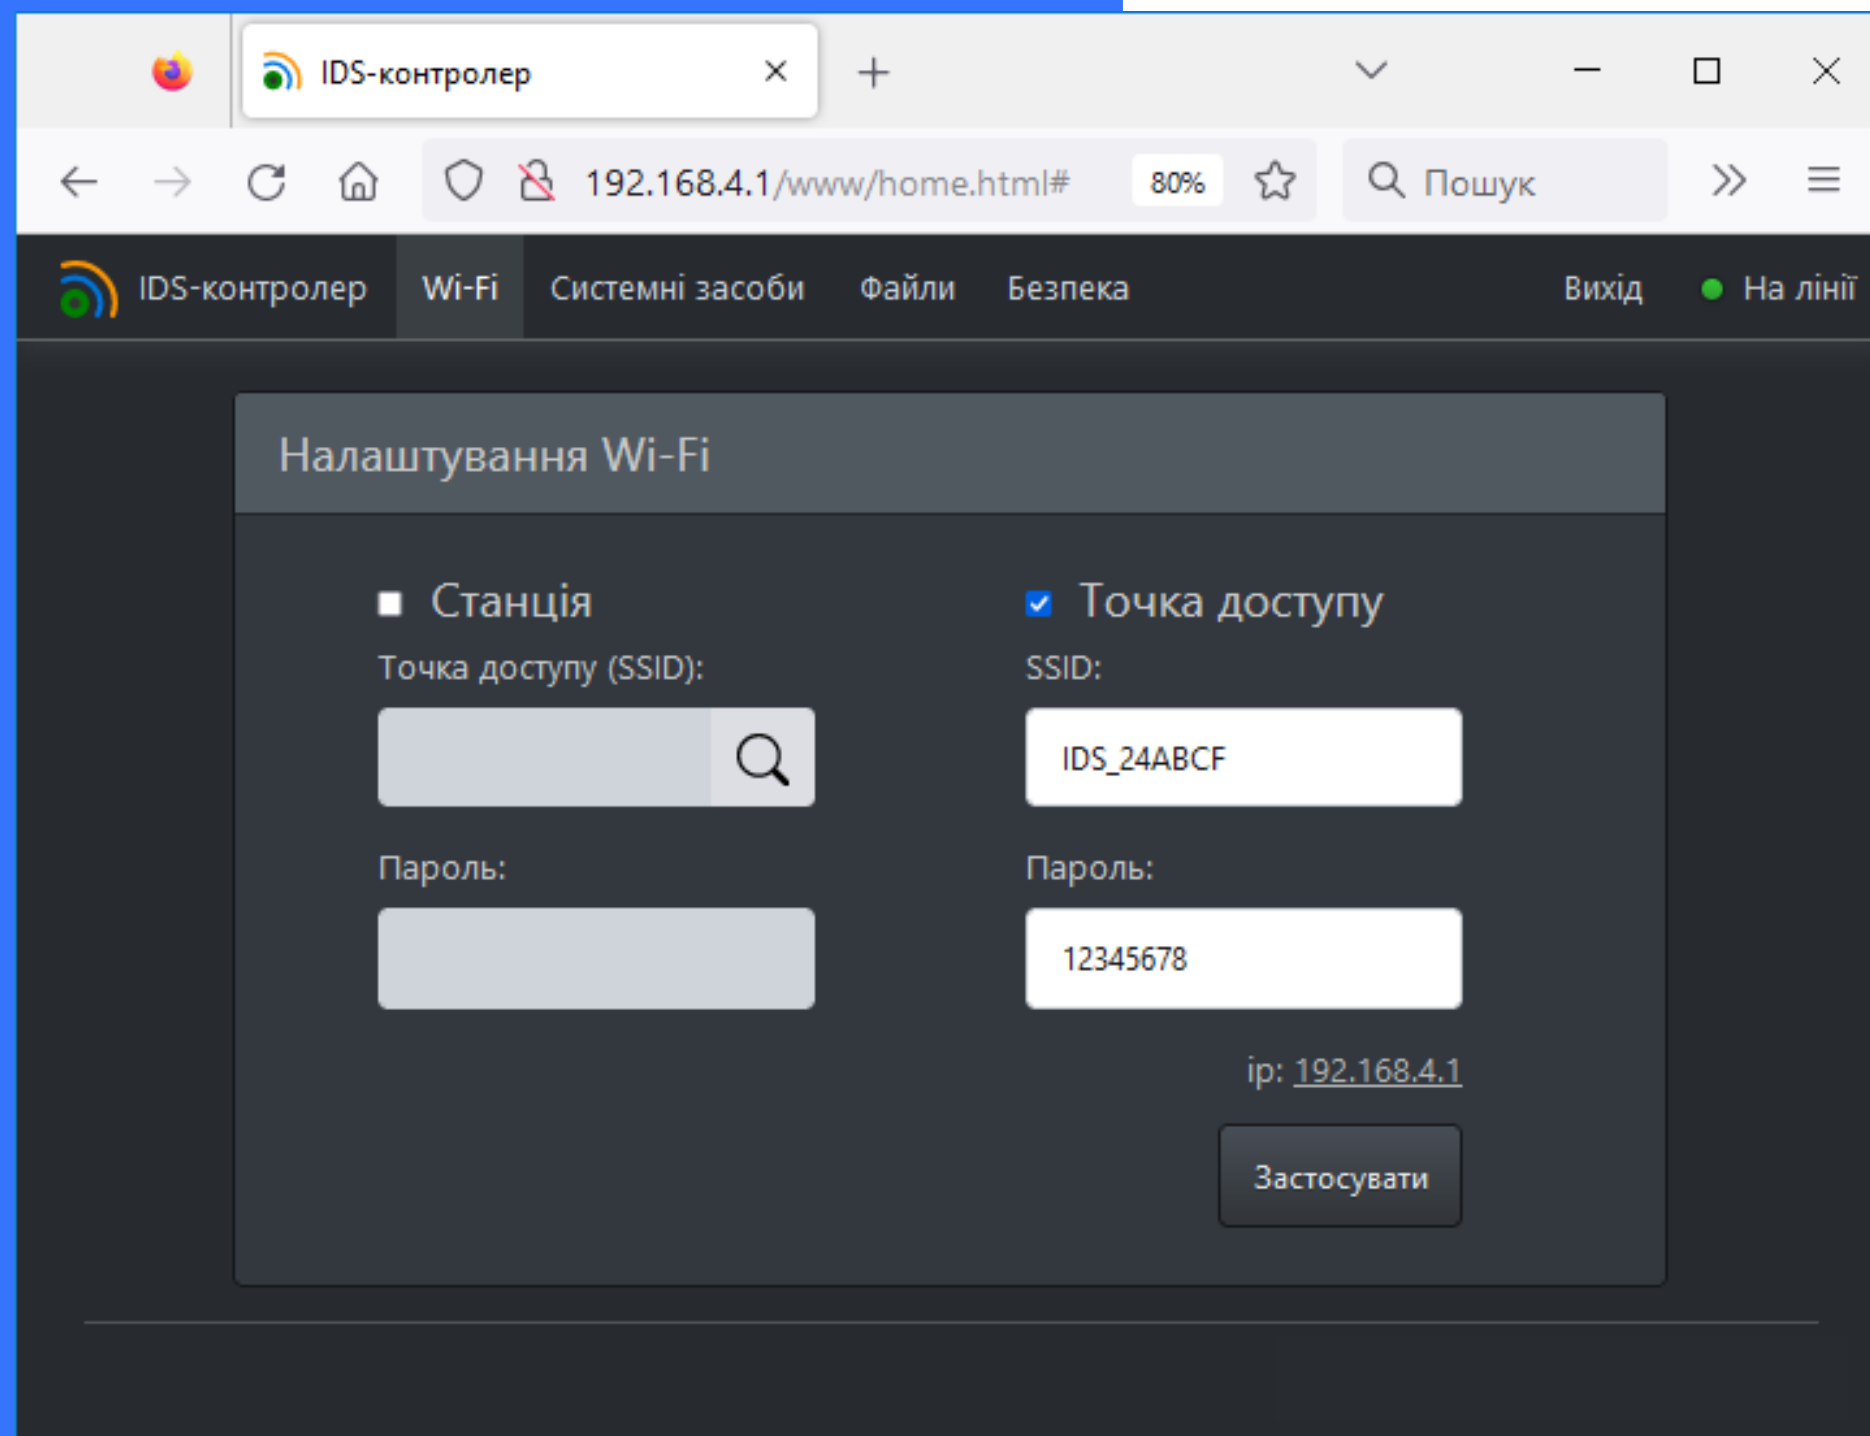 IDS-контролер
192.168.4.1/www/home.html# 80% Пошук
IDS-контролер Wi-Fi Системні засоби Файли Безпека Вихід На лінії
Налаштування Wi-Fi
Станція
Точка доступу (SSID):
Пароль:
Точка доступу
SSID:
IDS_24ABCF
Пароль:
12345678
ip: 192.168.4.1
Застосувати